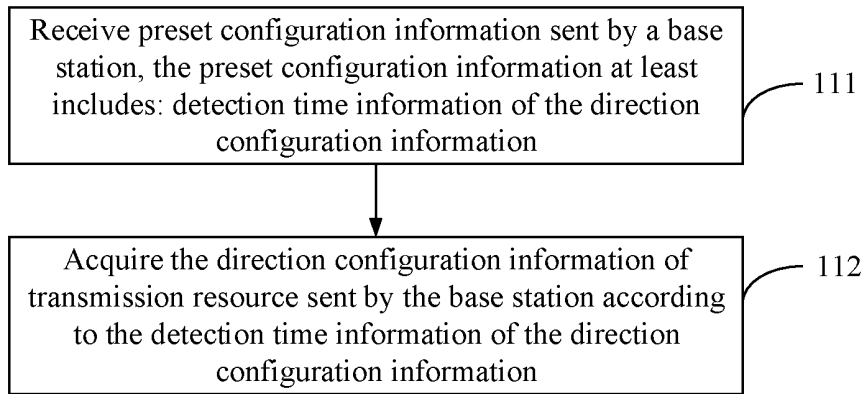 Receive preset configuration information sent by a base
station, the preset configuration information at least
includes: detection time information of the direction
configuration information
111
Acquire the direction configuration information of
transmission resource sent by the base station according
to the detection time information of the direction
configuration information
112